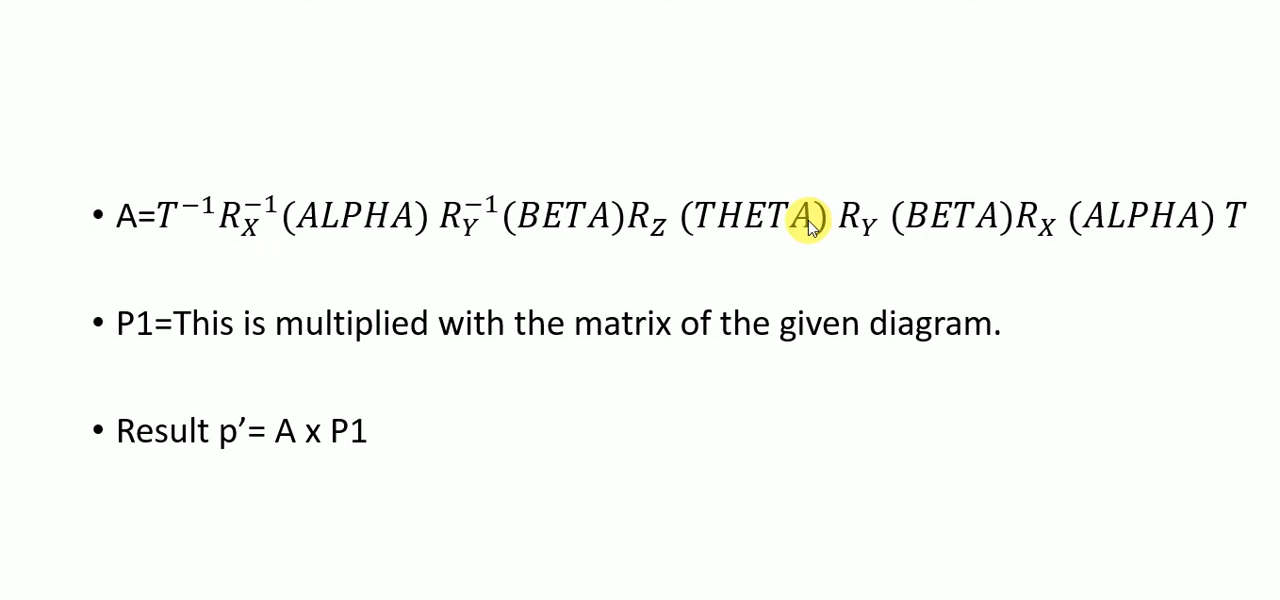 • A=T⁻¹R_X⁻¹(ALPHA) R_Y⁻¹(BETA)R_Z (THETA) R_Y (BETA)R_X (ALPHA) T
• P1=This is multiplied with the matrix of the given diagram.
• Result p’= A x P1